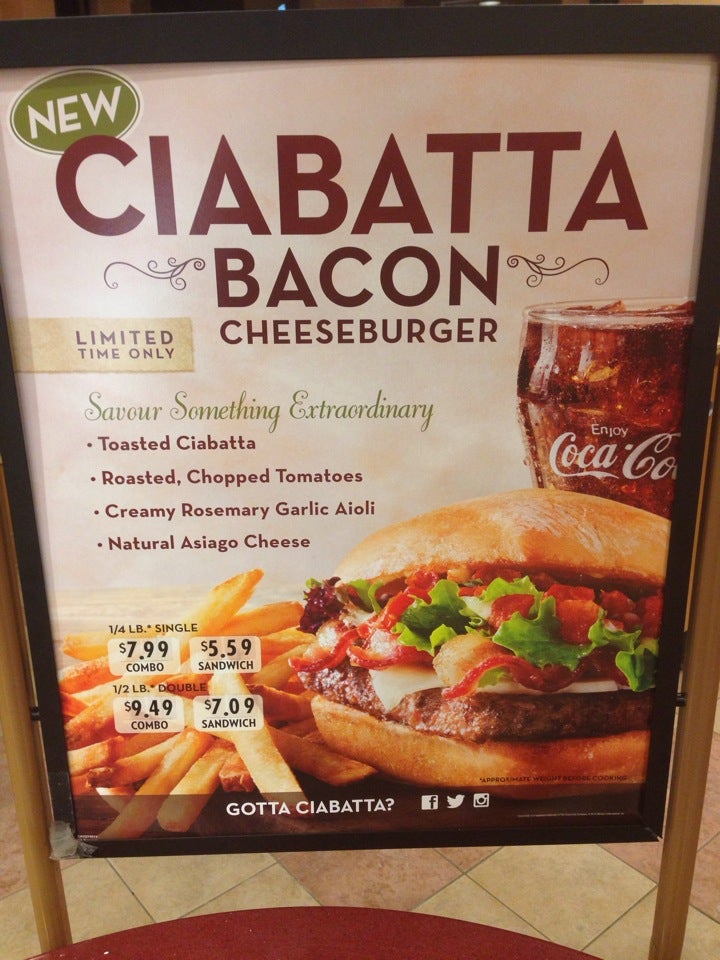 NEW
CIABATTA
BACON
CHEESEBURGER
LIMITED
TIME ONLY
Savour Something Extraordinary
• Toasted Ciabatta
• Roasted, Chopped Tomatoes
• Creamy Rosemary Garlic Aioli
• Natural Asiago Cheese
Enjoy
Coca-Co
1/4 LB.* SINGLE
$7.99 $5.59
COMBO SANDWICH
1/2 LB.* DOUBLE
$9.49 $7.09
COMBO SANDWICH
*APPROXIMATE WEIGHT BEFORE COOKING
GOTTA CIABATTA?